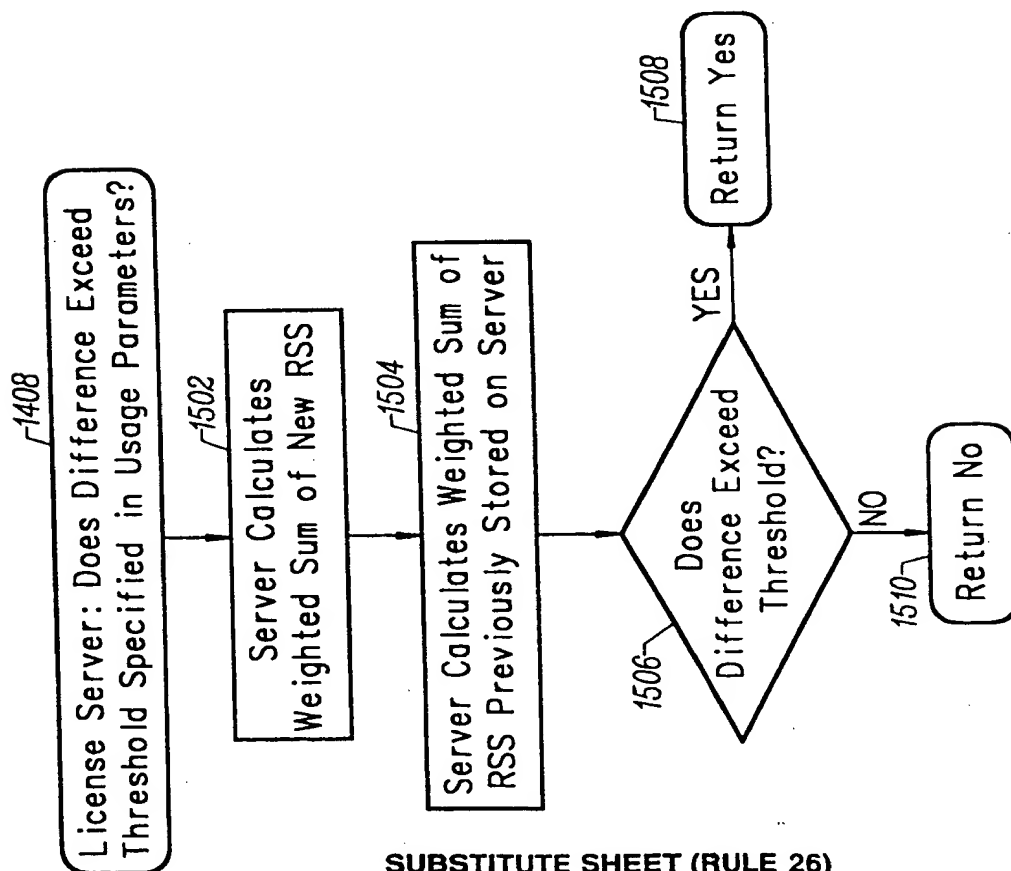 1408
License Server: Does Difference Exceed
Threshold Specified in Usage Parameters?
1502
Server Calculates
Weighted Sum of New RSS
1504
Server Calculates Weighted Sum of
RSS Previously Stored on Server
1506
Does
Difference Exceed
Threshold?
YES
1508
Return Yes
NO
1510
Return No
SUBSTITUTE SHEET (RULE 26)